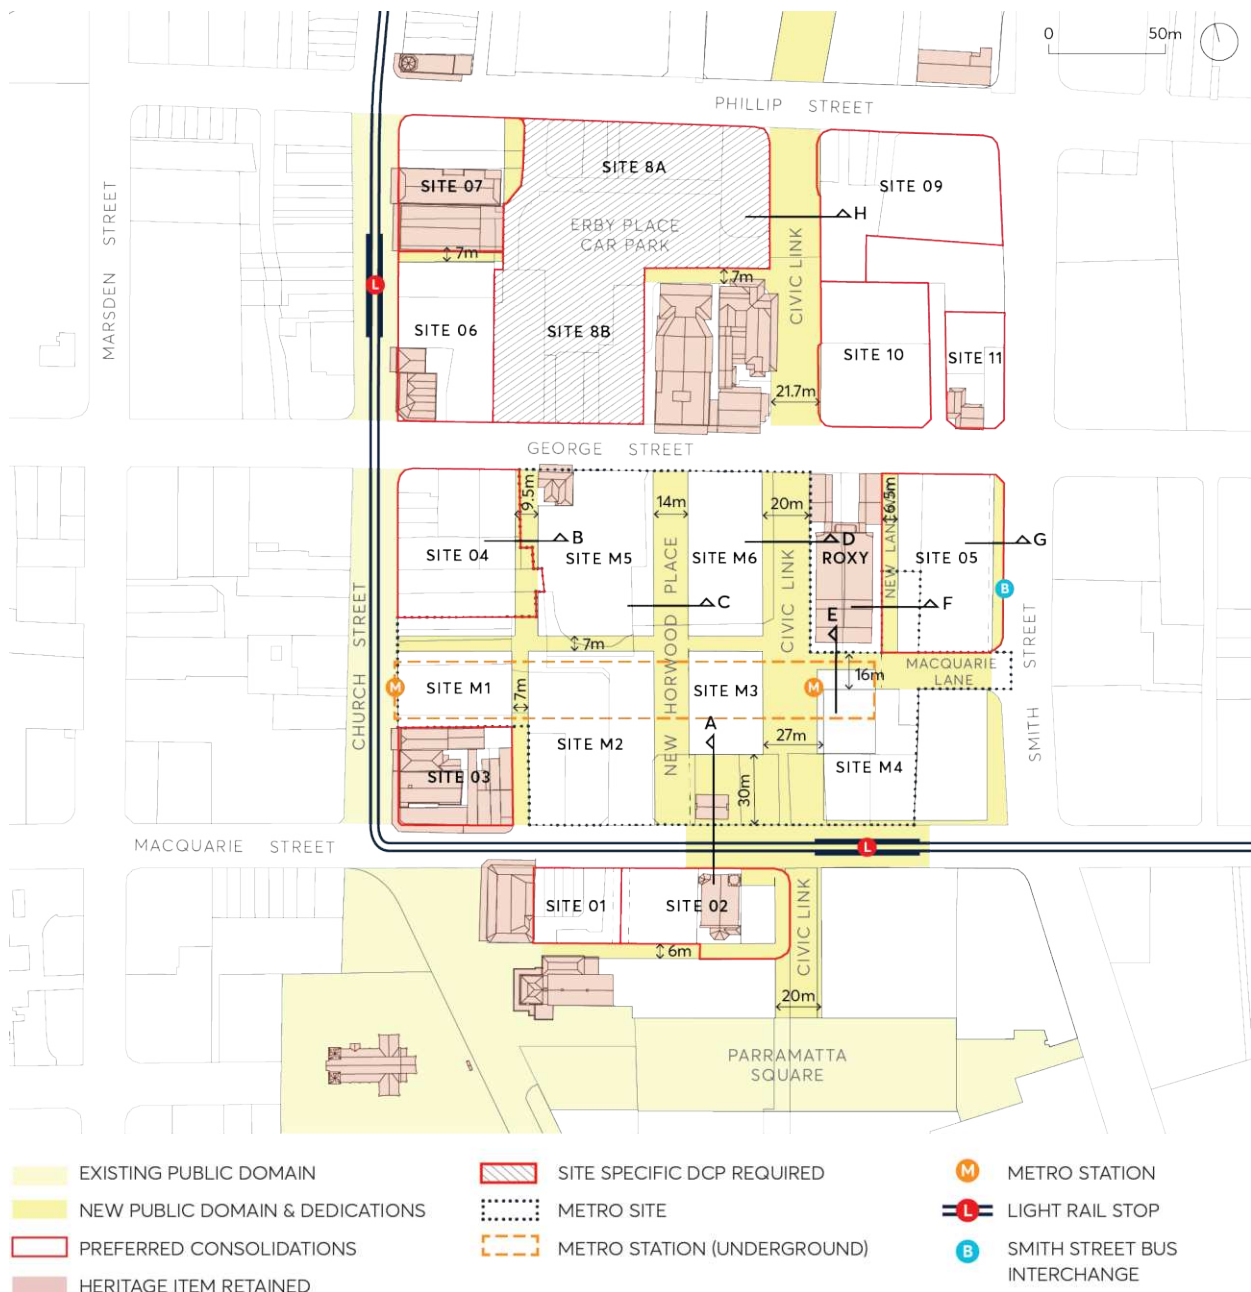 0 50m
PHILLIP STREET
SITE 8A
SITE 07
SITE 09
MARSDEN STREET
ERBY PLACE
CAR PARK
H
7m
CIVIC LINK
7m
L
SITE 06
SITE 8B
SITE 10
SITE 11
21.7m
GEORGE STREET
9.5m
14m
20m
6.5m
B
D
G
SITE 04
SITE M5
SITE M6
ROXY
NEW LANE
SITE 05
B
C
F
E
CHURCH STREET
NEW HORWOOD PLACE
CIVIC LINK
SMITH STREET
7m
MACQUARIE
LANE
16m
M
SITE M1
7m
SITE M3
M
A
SITE M2
27m
SITE M4
SITE 03
30m
MACQUARIE STREET
L
SITE 01
SITE 02
CIVIC LINK
6m
20m
PARRAMATTA
SQUARE
EXISTING PUBLIC DOMAIN
NEW PUBLIC DOMAIN & DEDICATIONS
PREFERRED CONSOLIDATIONS
HERITAGE ITEM RETAINED
SITE SPECIFIC DCP REQUIRED
METRO SITE
METRO STATION (UNDERGROUND)
M METRO STATION
L LIGHT RAIL STOP
B SMITH STREET BUS
INTERCHANGE